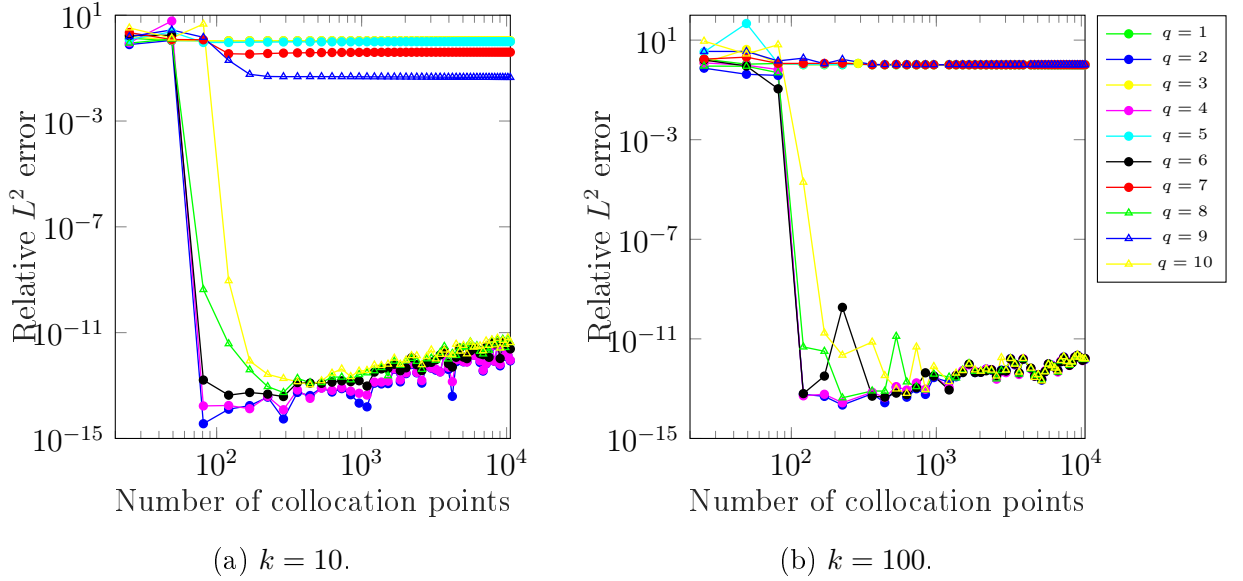 10^1
10^−3
10^−7
10^−11
10^−15
Relative L^2 error
10^2
10^3
10^4
Number of collocation points
(a) k = 10.
10^1
10^−3
10^−7
10^−11
10^−15
Relative L^2 error
10^2
10^3
10^4
Number of collocation points
(b) k = 100.
q = 1
q = 2
q = 3
q = 4
q = 5
q = 6
q = 7
q = 8
q = 9
q = 10